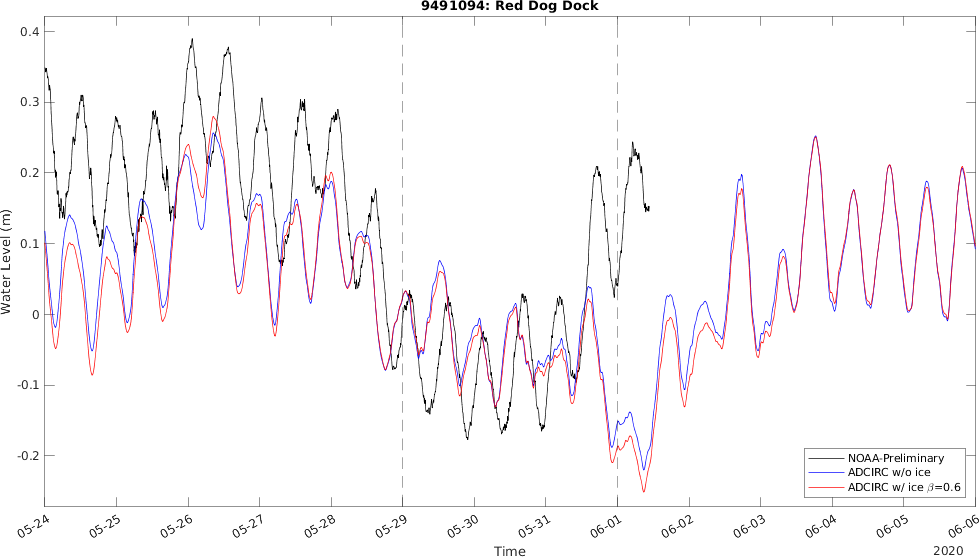 9491094: Red Dog Dock
Water Level (m)
0.4
0.3
0.2
0.1
0
-0.1
-0.2
NOAA-Preliminary
ADCIRC w/o ice
ADCIRC w/ ice β=0.6
05-24 05-25 05-26 05-27 05-28 05-29 05-30 05-31 06-01 06-02 06-03 06-04 06-05 06-06
2020
Time